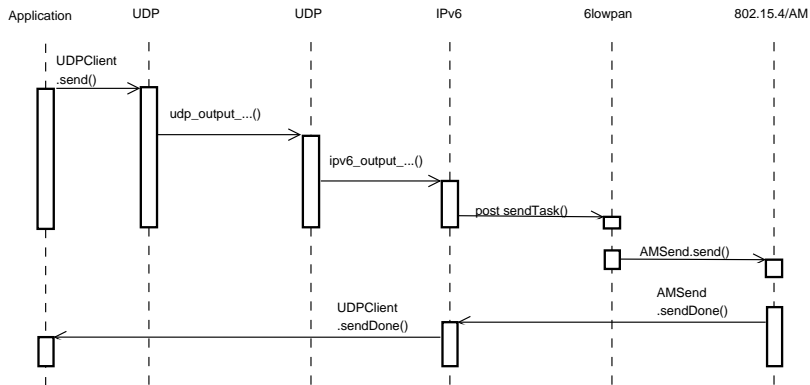 Application
UDP
UDP
IPv6
6lowpan
802.15.4/AM
UDPClient
.send()
udp_output_...()
ipv6_output_...()
post sendTask()
AMSend.send()
AMSend
.sendDone()
UDPClient
.sendDone()